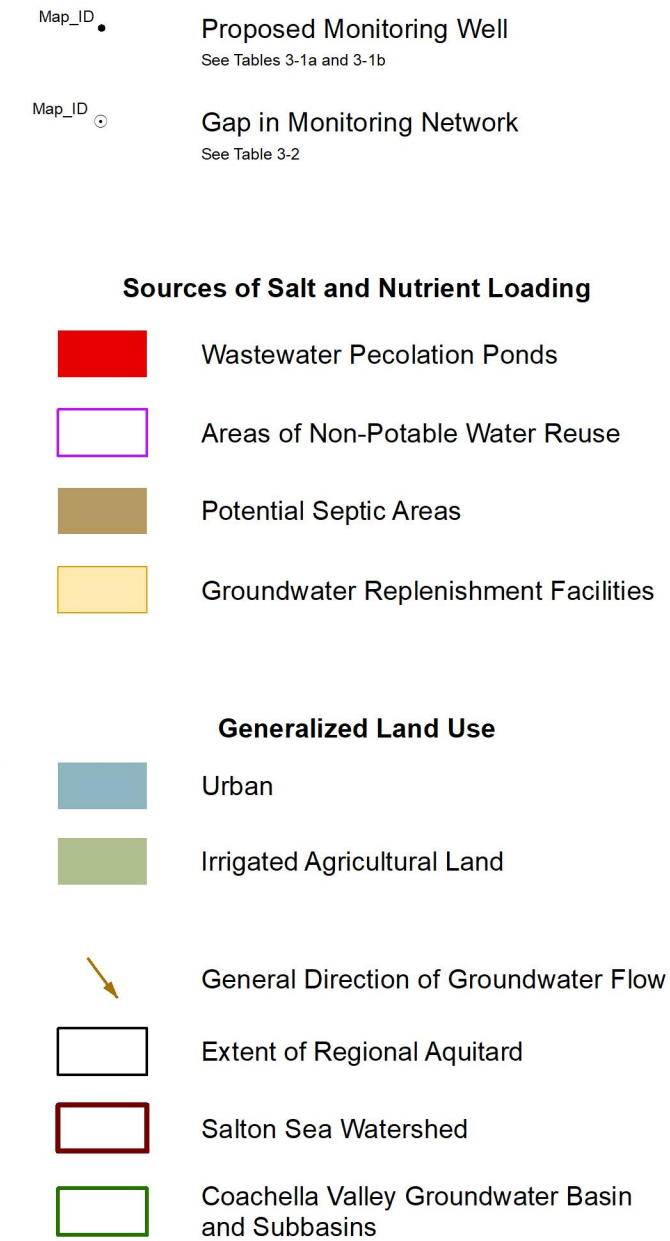 Map_ID
Proposed Monitoring Well
See Tables 3-1a and 3-1b
Map_ID
Gap in Monitoring Network
See Table 3-2
Sources of Salt and Nutrient Loading
Wastewater Pecolation Ponds
Areas of Non-Potable Water Reuse
Potential Septic Areas
Groundwater Replenishment Facilities
Generalized Land Use
Urban
Irrigated Agricultural Land
General Direction of Groundwater Flow
Extent of Regional Aquitard
Salton Sea Watershed
Coachella Valley Groundwater Basin
and Subbasins